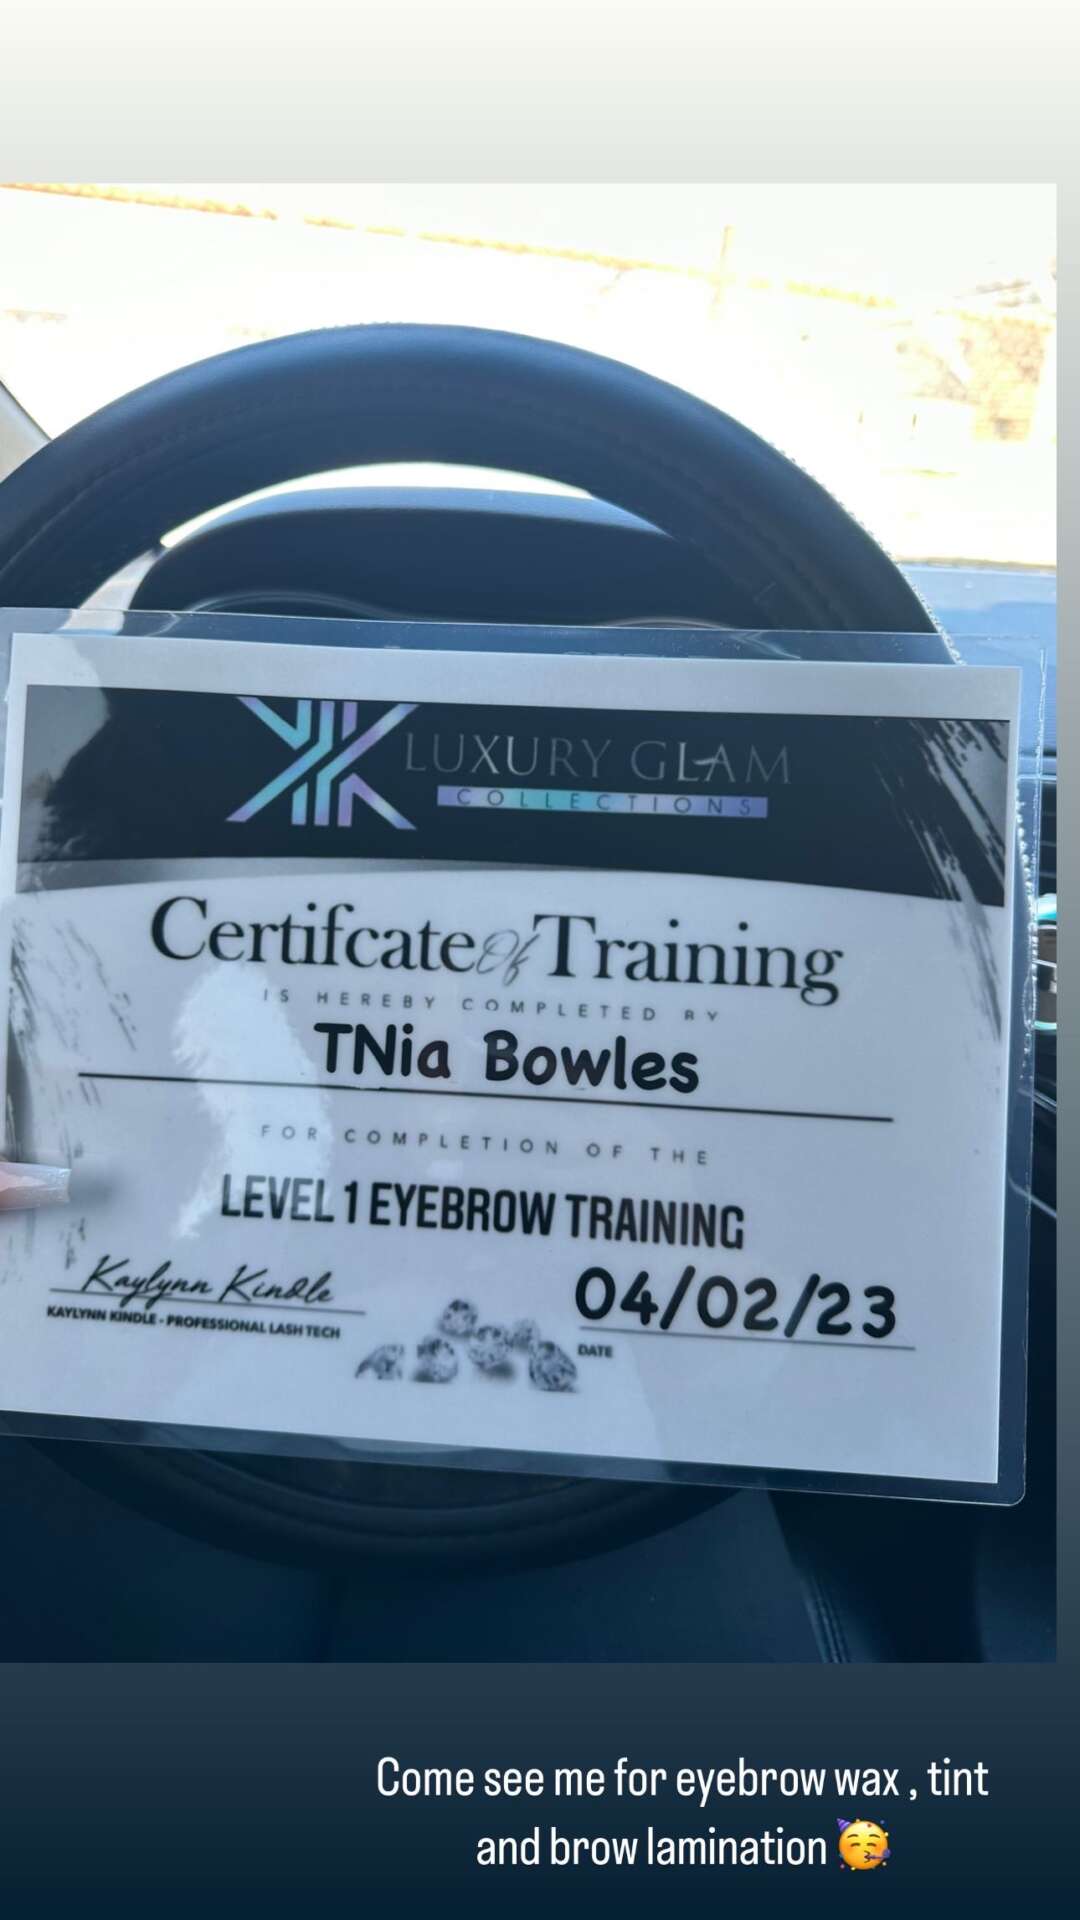 LUXURY GLAM
COLLECTIONS
Certifcate Of Training
IS HEREBY COMPLETED BY
TNia Bowles
FOR COMPLETION OF THE
LEVEL 1 EYEBROW TRAINING
Kaylynn Kindle
KAYLYNN KINDLE - PROFESSIONAL LASH TECH
04/02/23
DATE
Come see me for eyebrow wax , tint
and brow lamination 🥳